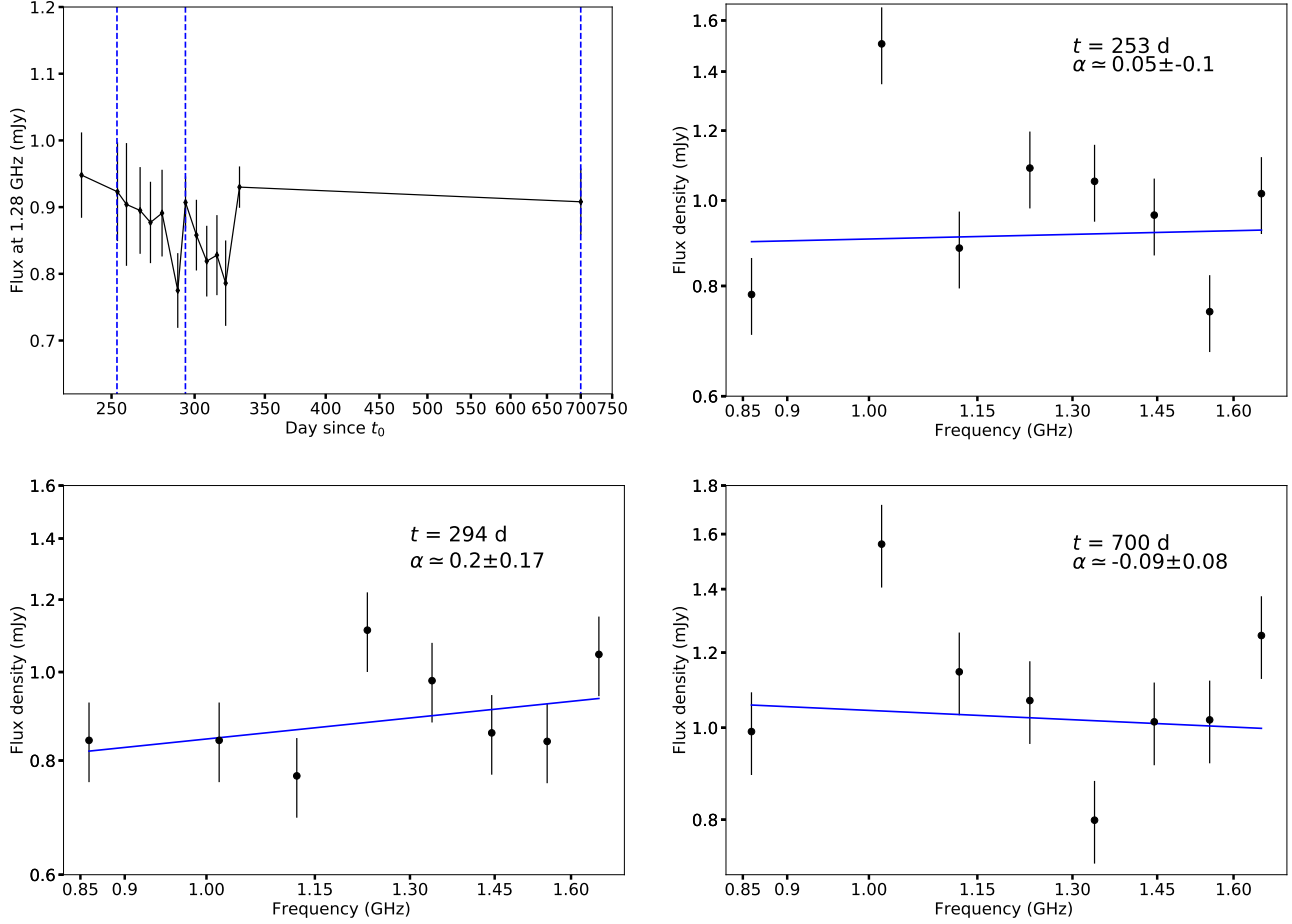 1.2
1.1
1.0
0.9
0.8
0.7
Flux at 1.28 GHz (mJy)
250 300 350 400 450 500 550 600 650 700 750
Day since t₀
1.6
1.4
1.2
1.0
0.8
0.6
Flux density (mJy)
t = 253 d
α ≃ 0.05±-0.1
0.85 0.9 1.00 1.15 1.30 1.45 1.60
Frequency (GHz)
1.6
1.4
1.2
1.0
0.8
0.6
Flux density (mJy)
t = 294 d
α ≃ 0.2±0.17
0.85 0.9 1.00 1.15 1.30 1.45 1.60
Frequency (GHz)
1.8
1.6
1.4
1.2
1.0
0.8
Flux density (mJy)
t = 700 d
α ≃ -0.09±0.08
0.85 0.9 1.00 1.15 1.30 1.45 1.60
Frequency (GHz)